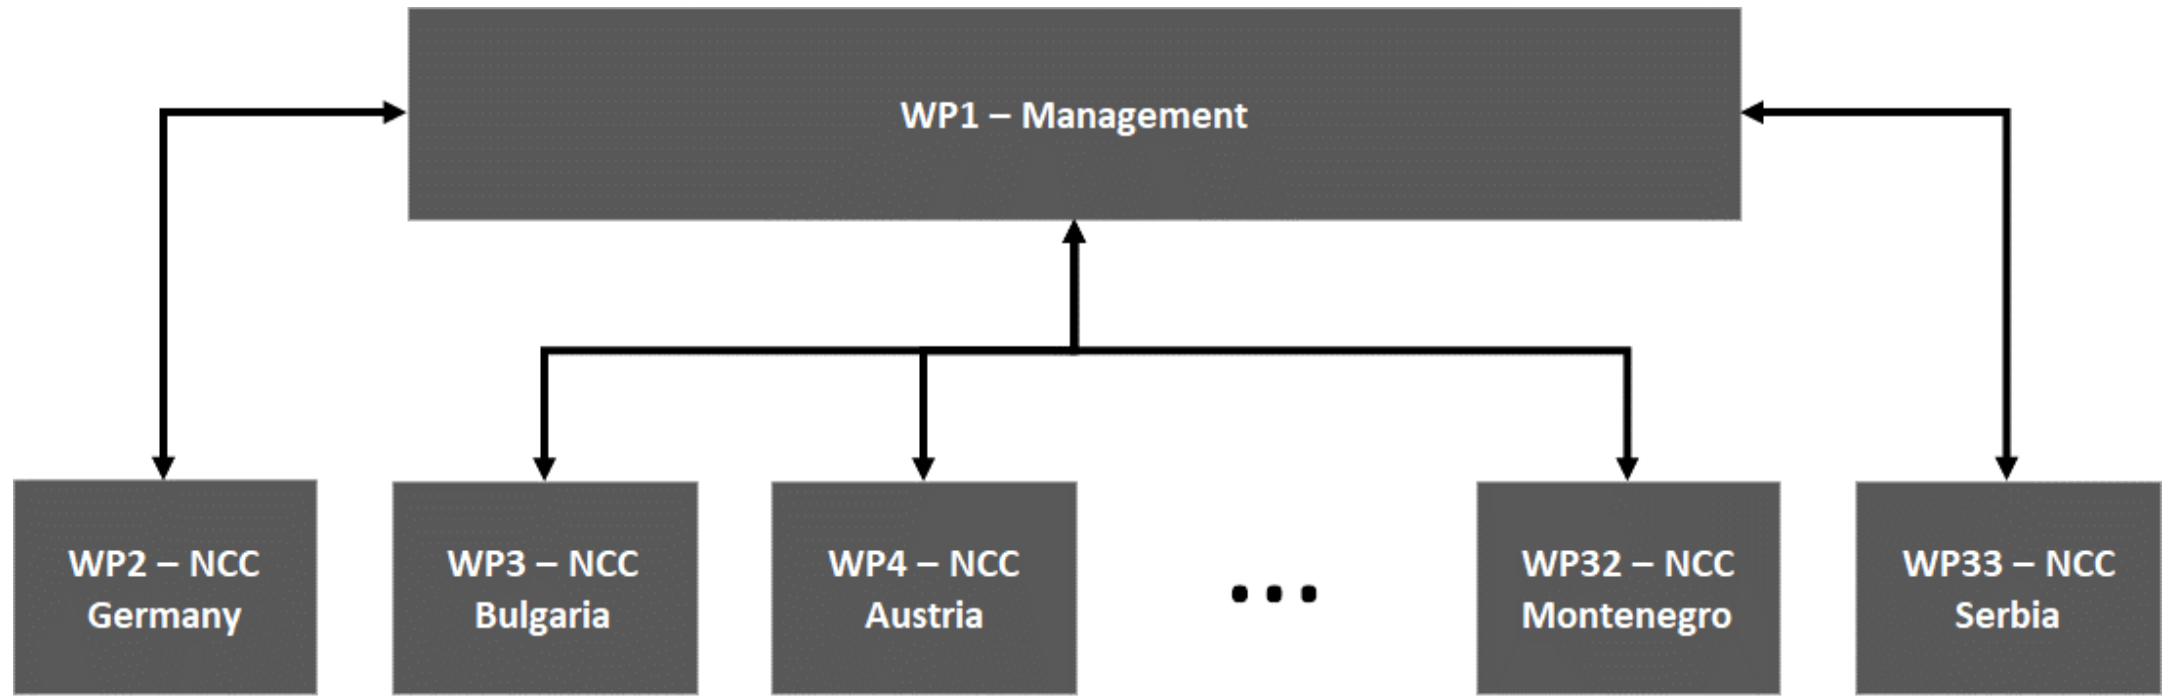 WP1 – Management
WP2 – NCC
Germany
WP3 – NCC
Bulgaria
WP4 – NCC
Austria
...
WP32 – NCC
Montenegro
WP33 – NCC
Serbia